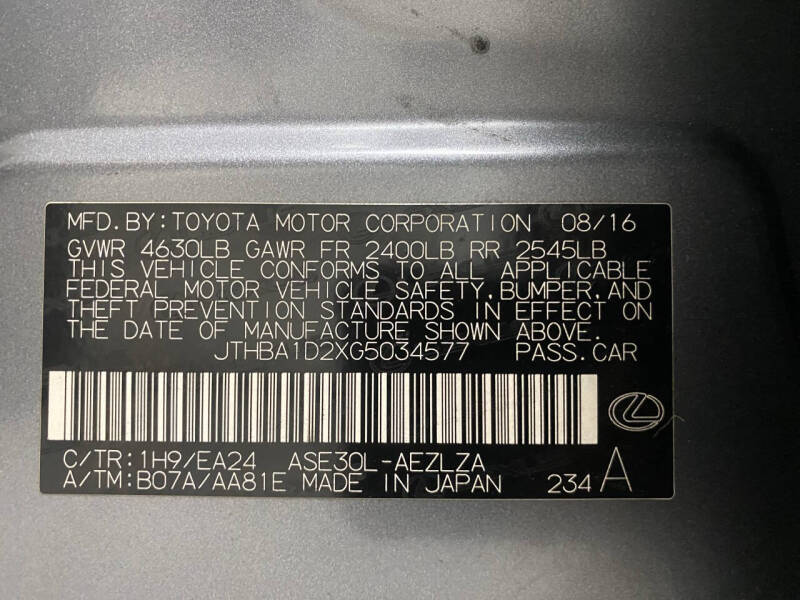 MFD.BY:TOYOTA MOTOR CORPORATION 08/16
GVWR 4630LB GAWR FR 2400LB RR 2545LB
THIS VEHICLE CONFORMS TO ALL APPLICABLE
FEDERAL MOTOR VEHICLE SAFETY,BUMPER,AND
THEFT PREVENTION STANDARDS IN EFFECT ON
THE DATE OF MANUFACTURE SHOWN ABOVE.
JTHBA1D2XG5034577 PASS.CAR
C/TR:1H9/EA24 ASE30L-AEZLZA
A/TM:B07A/AA81E MADE IN JAPAN 234 A